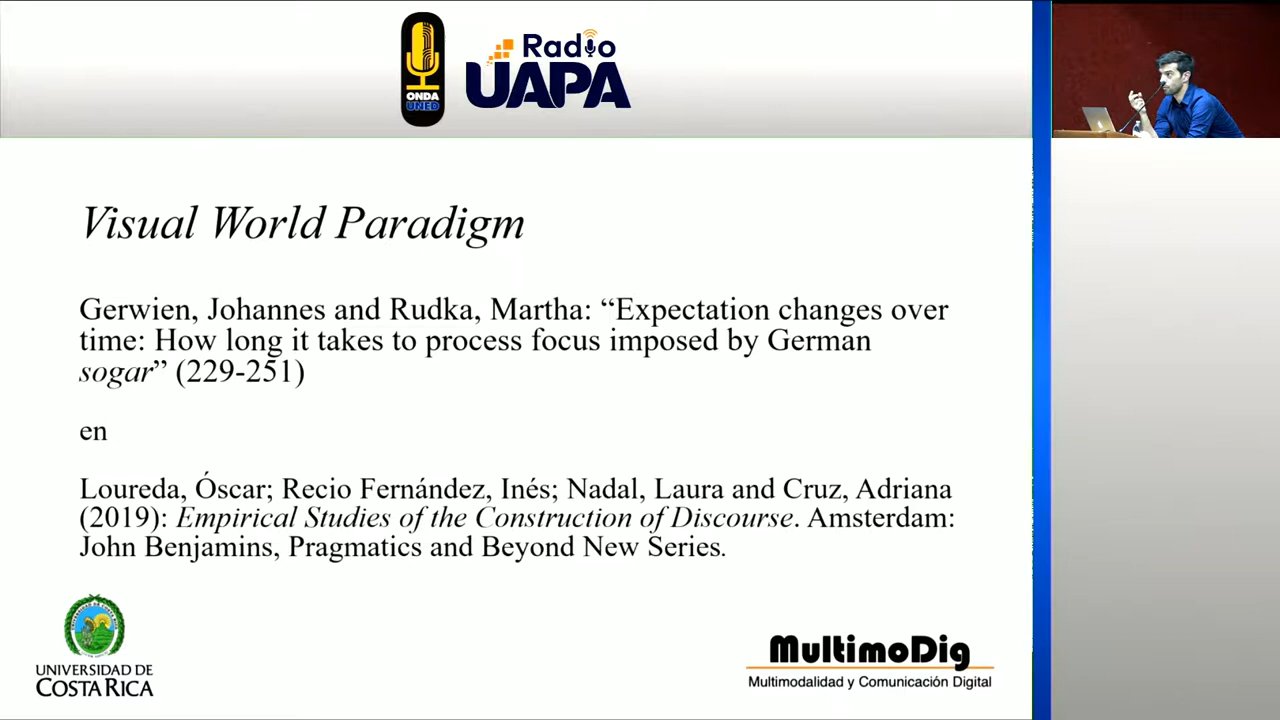 ONDA
UNED
Radio
UAPA
Visual World Paradigm
Gerwien, Johannes and Rudka, Martha: “Expectation changes over
time: How long it takes to process focus imposed by German
sogar” (229-251)
en
Loureda, Óscar; Recio Fernández, Inés; Nadal, Laura and Cruz, Adriana
(2019): Empirical Studies of the Construction of Discourse. Amsterdam:
John Benjamins, Pragmatics and Beyond New Series.
UNIVERSIDAD DE
COSTA RICA
MultimoDig
Multimodalidad y Comunicación Digital